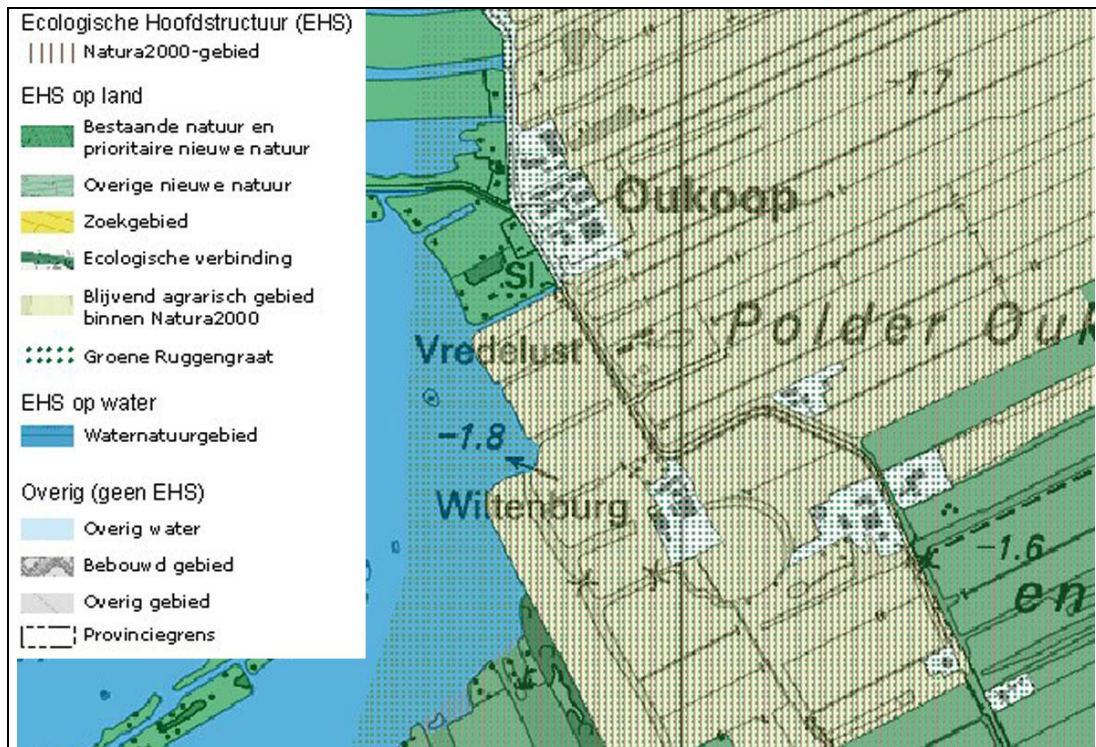 Ecologische Hoofdstructuur (EHS)
Natura2000-gebied
EHS op land
Bestaande natuur en
prioritaire nieuwe natuur
Overige nieuwe natuur
Zoekgebied
Ecologische verbinding
Blijvend agrarisch gebied
binnen Natura2000
Groene Ruggengraat
EHS op water
Waternatuurgebied
Overig (geen EHS)
Overig water
Bebouwd gebied
Overig gebied
Provinciegrens
-1.7
Oukoop
Sl
Polder Ouk
Vredelust
-1.8
Wiltenburg
-1.6
en